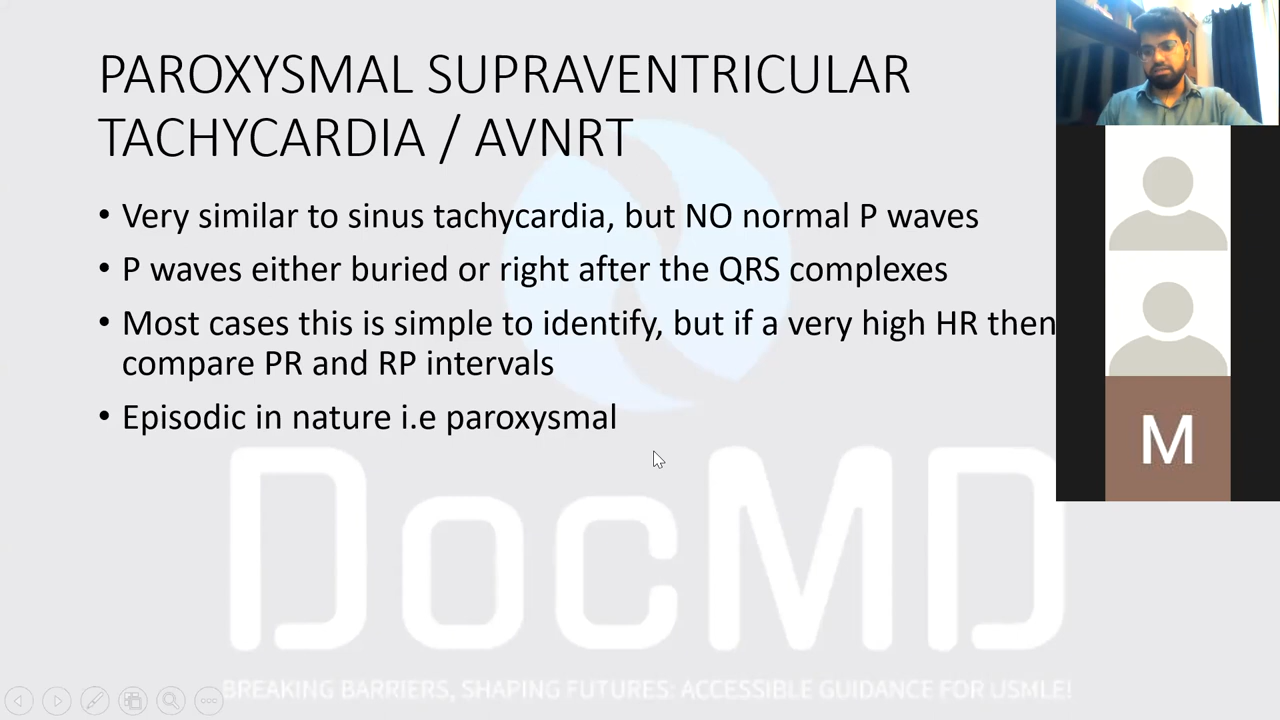 PAROXYSMAL SUPRAVENTRICULAR
TACHYCARDIA / AVNRT
• Very similar to sinus tachycardia, but NO normal P waves
• P waves either buried or right after the QRS complexes
• Most cases this is simple to identify, but if a very high HR then
compare PR and RP intervals
• Episodic in nature i.e paroxysmal
M
DocMD
BREAKING BARRIERS, SHAPING FUTURES: ACCESSIBLE GUIDANCE FOR USMLE!